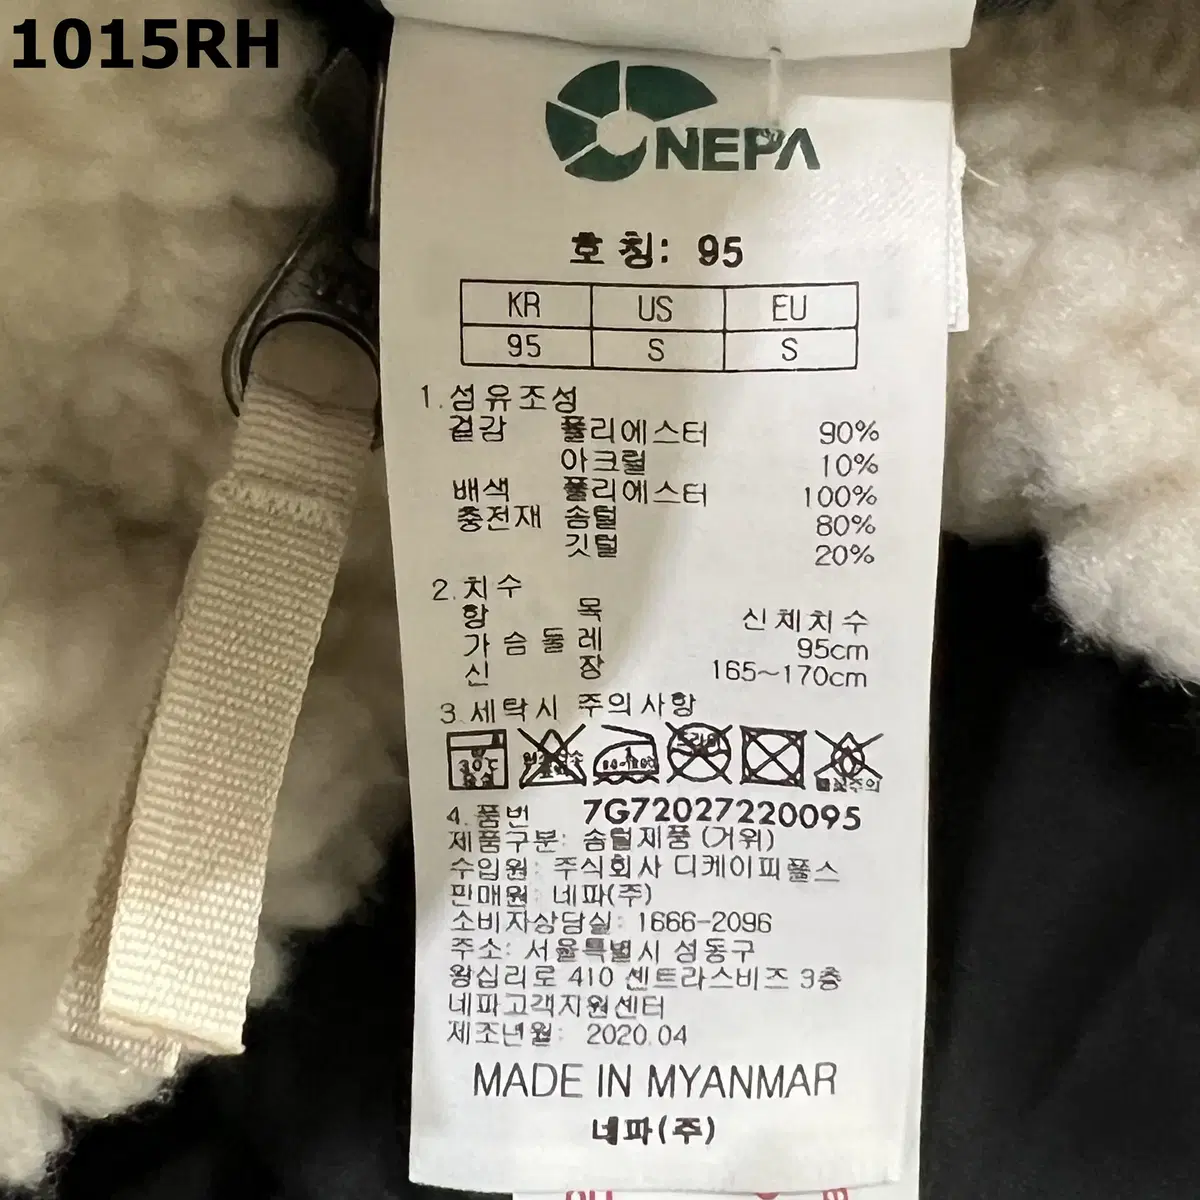 1015RH
NEPA
호 칭: 95
KR US EU
95 S S
1.섬유조성
겉감 폴리에스터 90%
아크릴 10%
배색 폴리에스터 100%
충전재 솜털 80%
깃털 20%
2.치수
항 목 신체치수
가슴둘레 95cm
신 장 165~170cm
3.세탁시 주의사항
30℃
드라이
4.품번 7G72027220095
제품구분: 솜털제품(거위)
수입원: 주식회사 디케이피플스
판매원: 네파(주)
소비자상담실: 1666-2096
주소: 서울특별시 성동구
왕십리로 410 센트라스비즈 3층
네파고객지원센터
제조년월: 2020.04
MADE IN MYANMAR
네파(주)